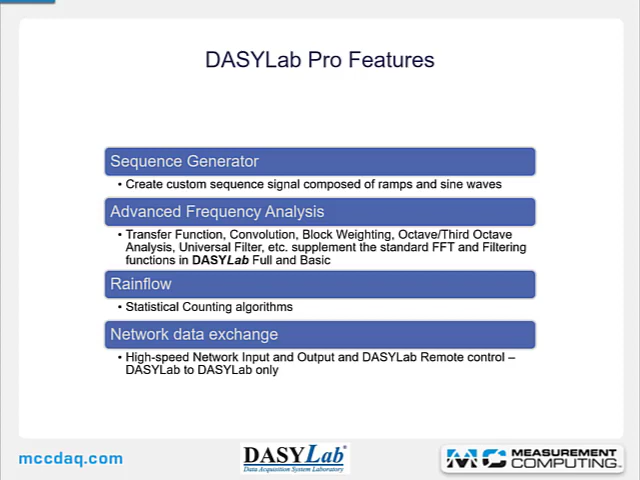 DASYLab Pro Features
Sequence Generator
• Create custom sequence signal composed of ramps and sine waves
Advanced Frequency Analysis
• Transfer Function, Convolution, Block Weighting, Octave/Third Octave
Analysis, Universal Filter, etc. supplement the standard FFT and Filtering
functions in DASYLab Full and Basic
Rainflow
• Statistical Counting algorithms
Network data exchange
• High-speed Network Input and Output and DASYLab Remote control –
DASYLab to DASYLab only
mccdaq.com
DASYLab®
Data Acquisition System Laboratory
MC MEASUREMENT
COMPUTING™